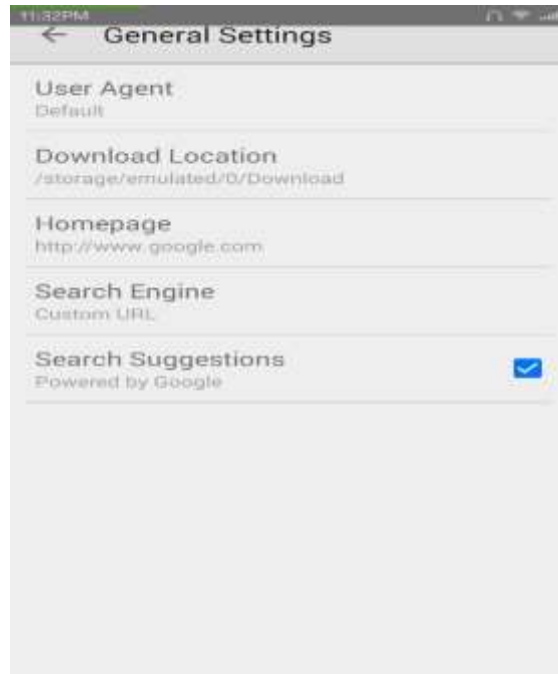 11:32PM
General Settings
User Agent
Default
Download Location
/storage/emulated/0/Download
Homepage
http://www.google.com
Search Engine
Custom URL
Search Suggestions
Powered by Google